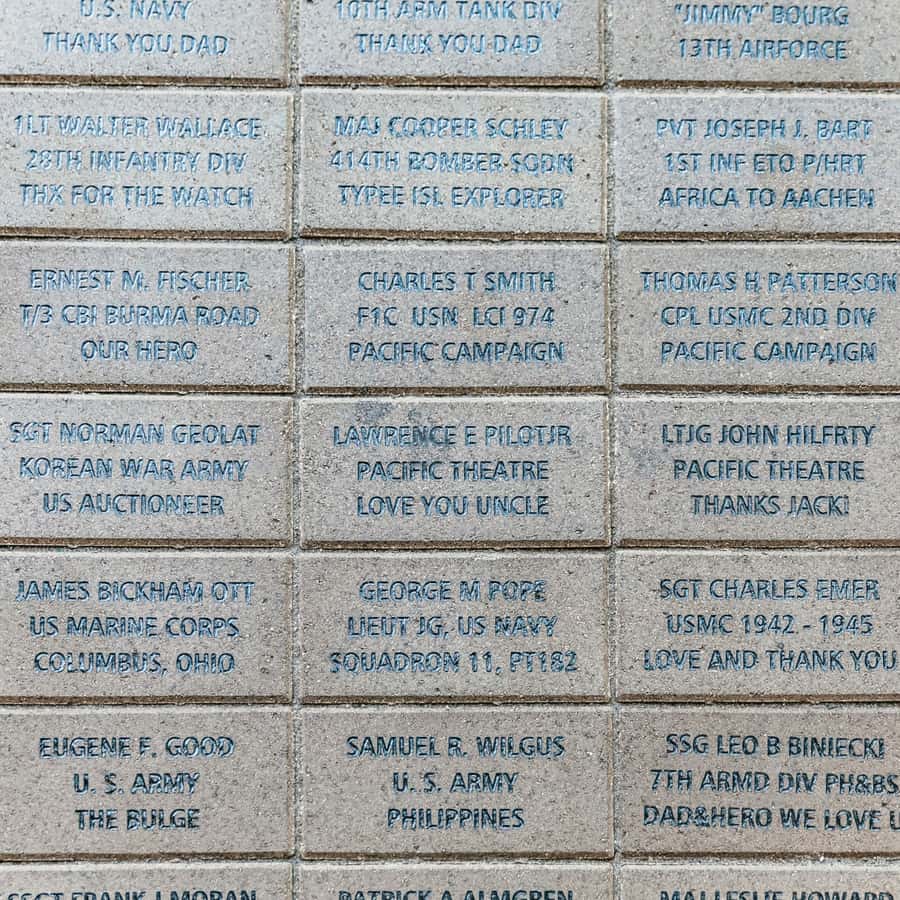 U.S. NAVY
THANK YOU DAD
10TH ARM TANK DIV
THANK YOU DAD
"JIMMY" BOURG
13TH AIRFORCE
1LT WALTER WALLACE
28TH INFANTRY DIV
THX FOR THE WATCH
MAJ COOPER SCHLEY
414TH BOMBER SQDN
TYPEE ISL EXPLORER
PVT JOSEPH J. BART
1ST INF ETO P/HRT
AFRICA TO AACHEN
ERNEST M. FISCHER
T/3 CBI BURMA ROAD
OUR HERO
CHARLES T SMITH
F1C USN LCI 974
PACIFIC CAMPAIGN
THOMAS H PATTERSON
CPL USMC 2ND DIV
PACIFIC CAMPAIGN
SGT NORMAN GEOLAT
KOREAN WAR ARMY
US AUCTIONEER
LAWRENCE E PILOTJR
PACIFIC THEATRE
LOVE YOU UNCLE
LTJG JOHN HILFRTY
PACIFIC THEATRE
THANKS JACK!
JAMES BICKHAM OTT
US MARINE CORPS
COLUMBUS, OHIO
GEORGE M POPE
LIEUT JG, US NAVY
SQUADRON 11, PT182
SGT CHARLES EMER
USMC 1942 - 1945
LOVE AND THANK YOU
EUGENE F. GOOD
U. S. ARMY
THE BULGE
SAMUEL R. WILGUS
U. S. ARMY
PHILIPPINES
SSG LEO B BINIECKI
7TH ARMD DIV PH&BS
DAD&HERO WE LOVE U
SSGT FRANK J MORAN
PATRICK A ALMGREN
MAJ LESLIE HOWARD